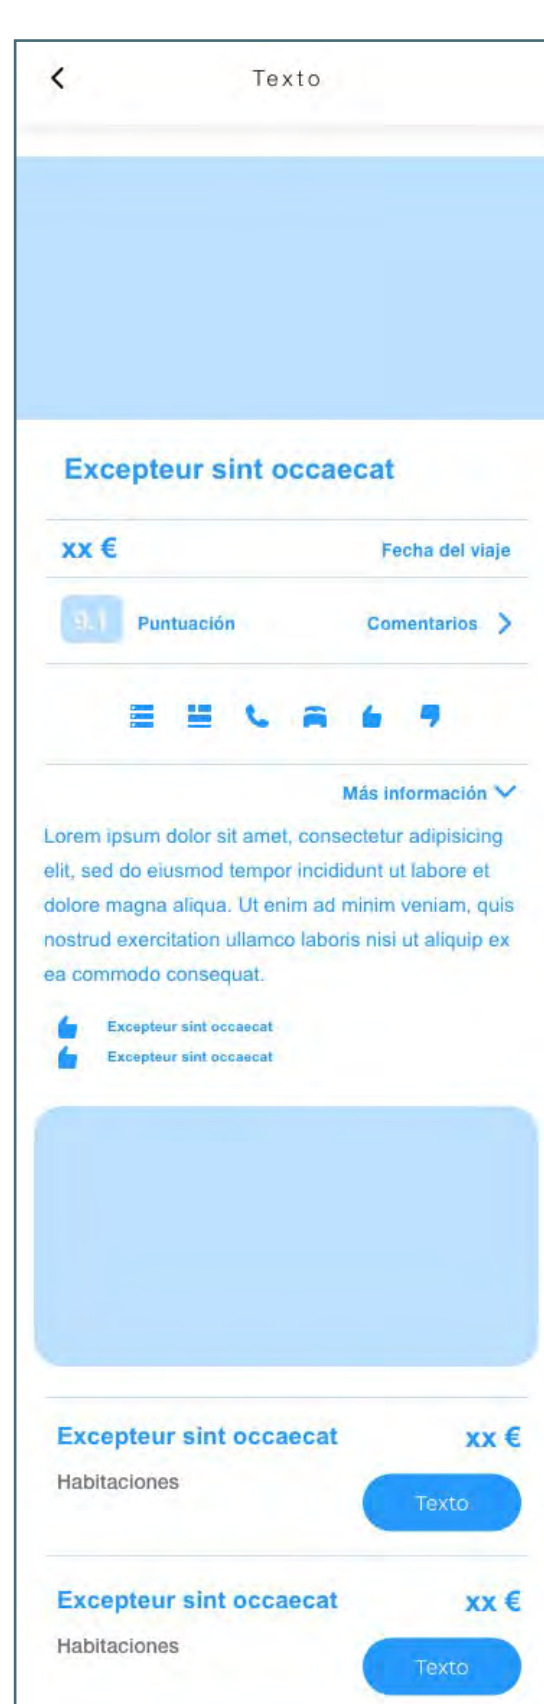 Texto
Excepteur sint occaecat
xx €
Fecha del viaje
9.1
Puntuación
Comentarios
Más información
Lorem ipsum dolor sit amet, consectetur adipisicing
elit, sed do eiusmod tempor incididunt ut labore et
dolore magna aliqua. Ut enim ad minim veniam, quis
nostrud exercitation ullamco laboris nisi ut aliquip ex
ea commodo consequat.
Excepteur sint occaecat
Excepteur sint occaecat
Excepteur sint occaecat
xx €
Habitaciones
Texto
Excepteur sint occaecat
xx €
Habitaciones
Texto